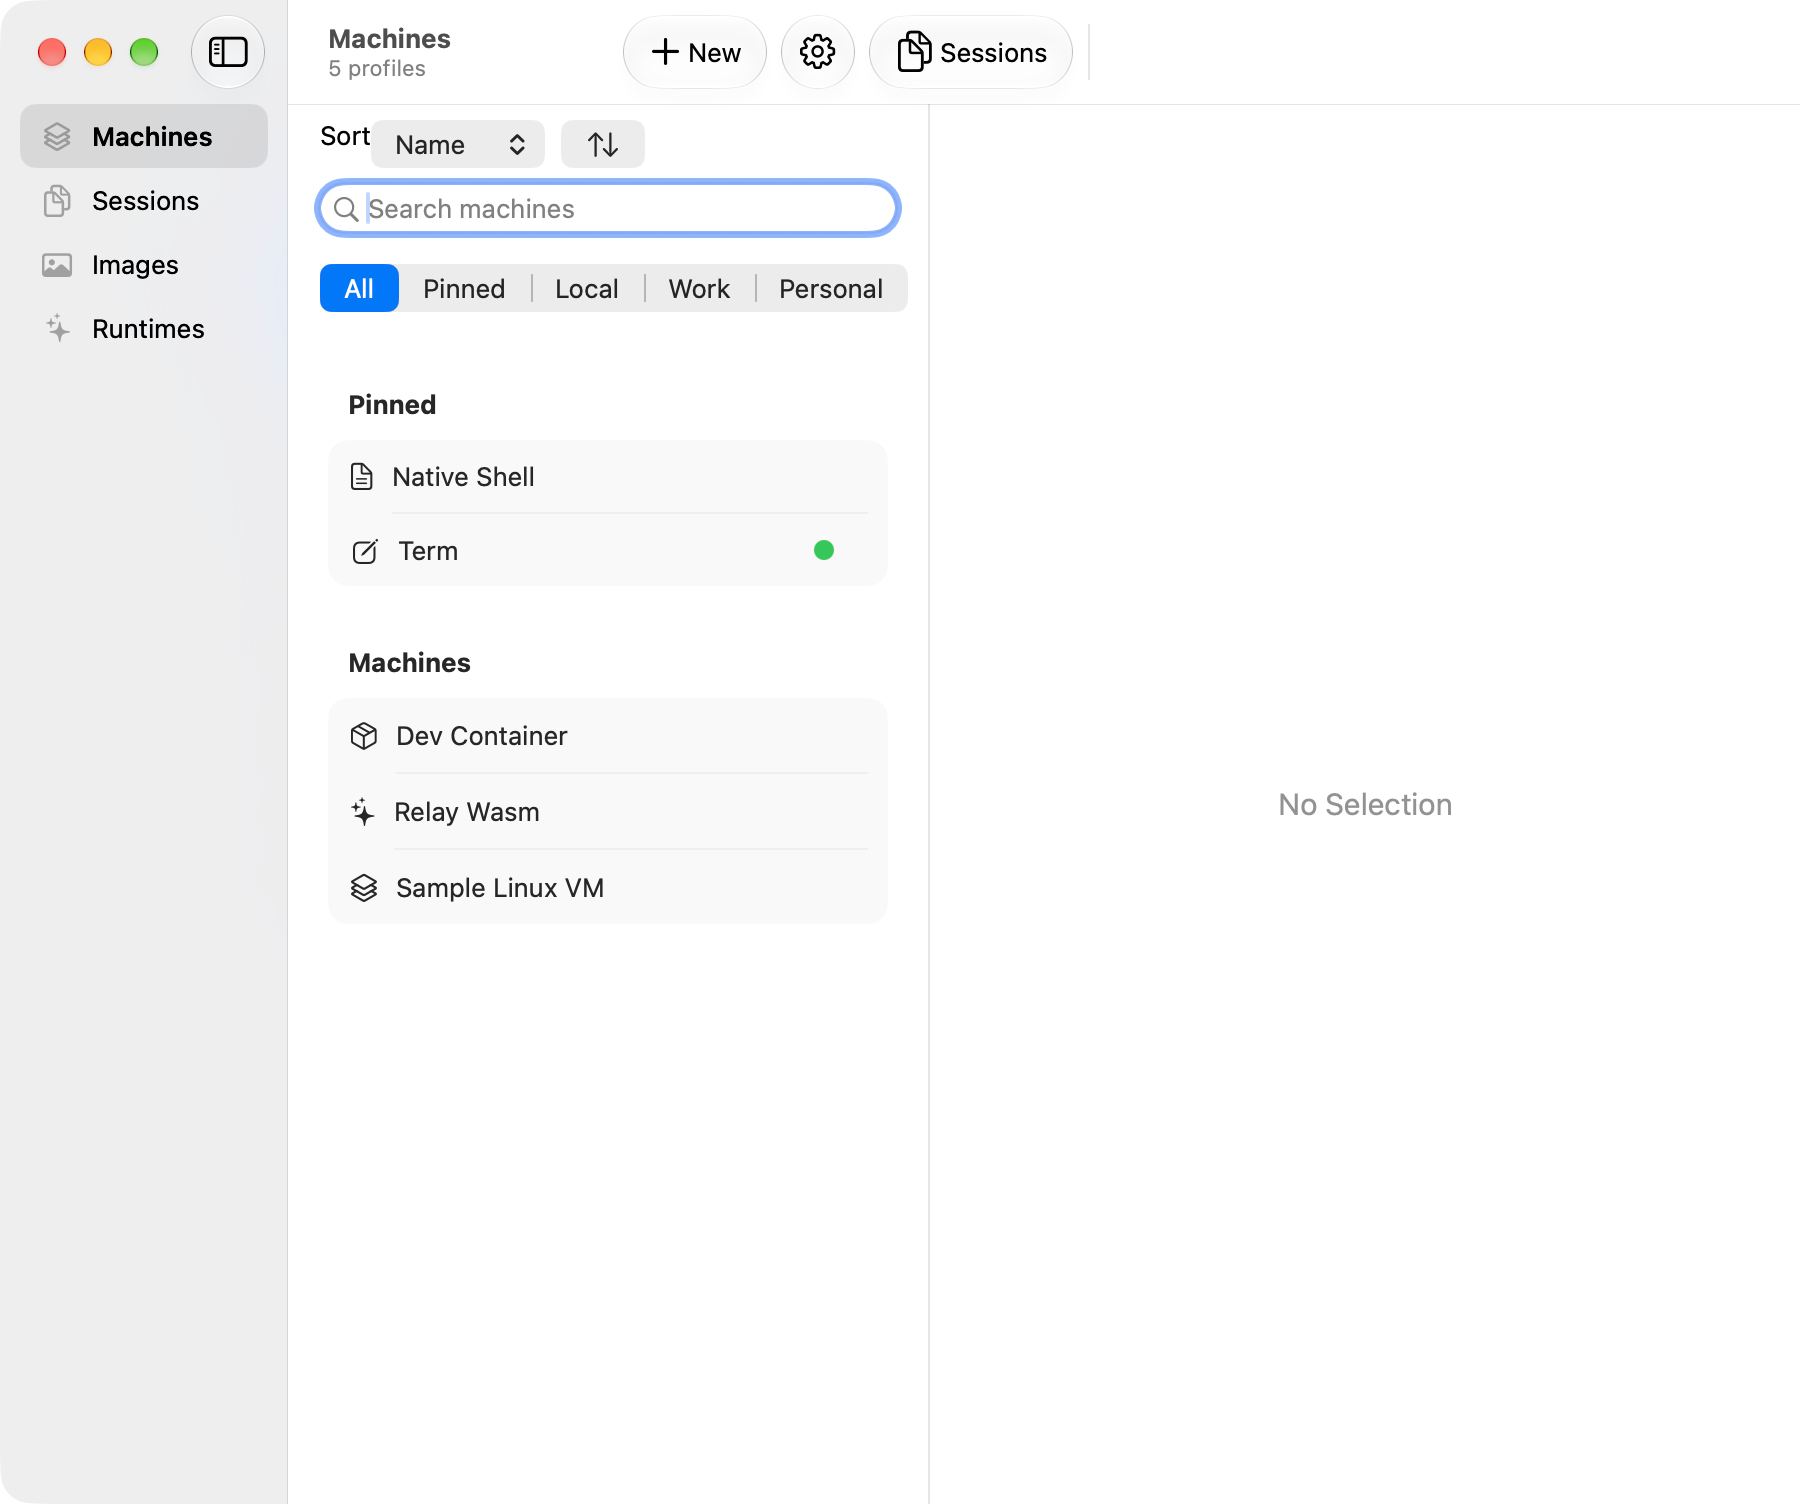 Machines
Sessions
Images
Runtimes
Machines
5 profiles
New
Sessions
Sort
Name
Search machines
All
Pinned
Local
Work
Personal
Pinned
Native Shell
Term
Machines
Dev Container
Relay Wasm
Sample Linux VM
No Selection